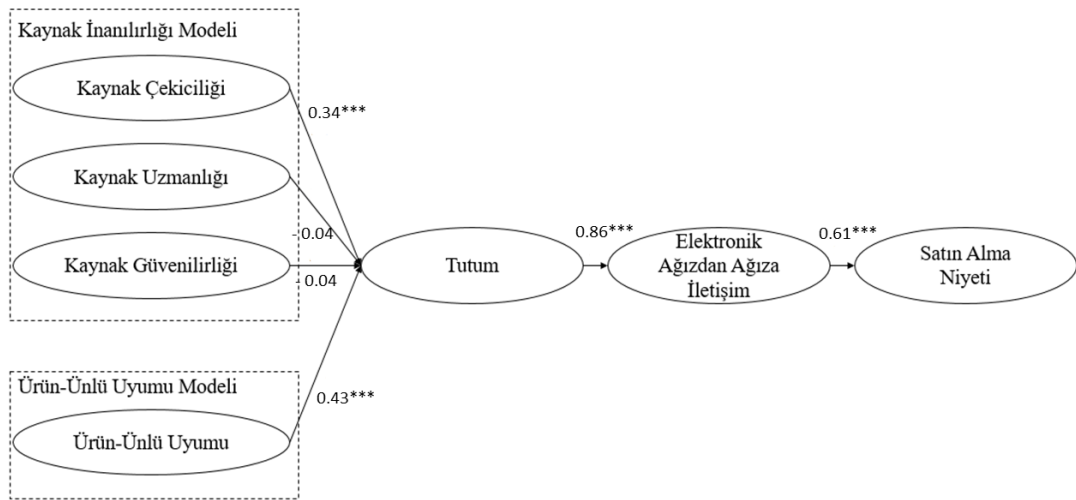 Kaynak İnanılırlığı Modeli
Kaynak Çekiciliği
0.34***
Kaynak Uzmanlığı
- 0.04
Kaynak Güvenilirliği
- 0.04
Tutum
0.86***
Elektronik
Ağızdan Ağıza
İletişim
0.61***
Satın Alma
Niyeti
Ürün-Ünlü Uyumu Modeli
0.43***
Ürün-Ünlü Uyumu